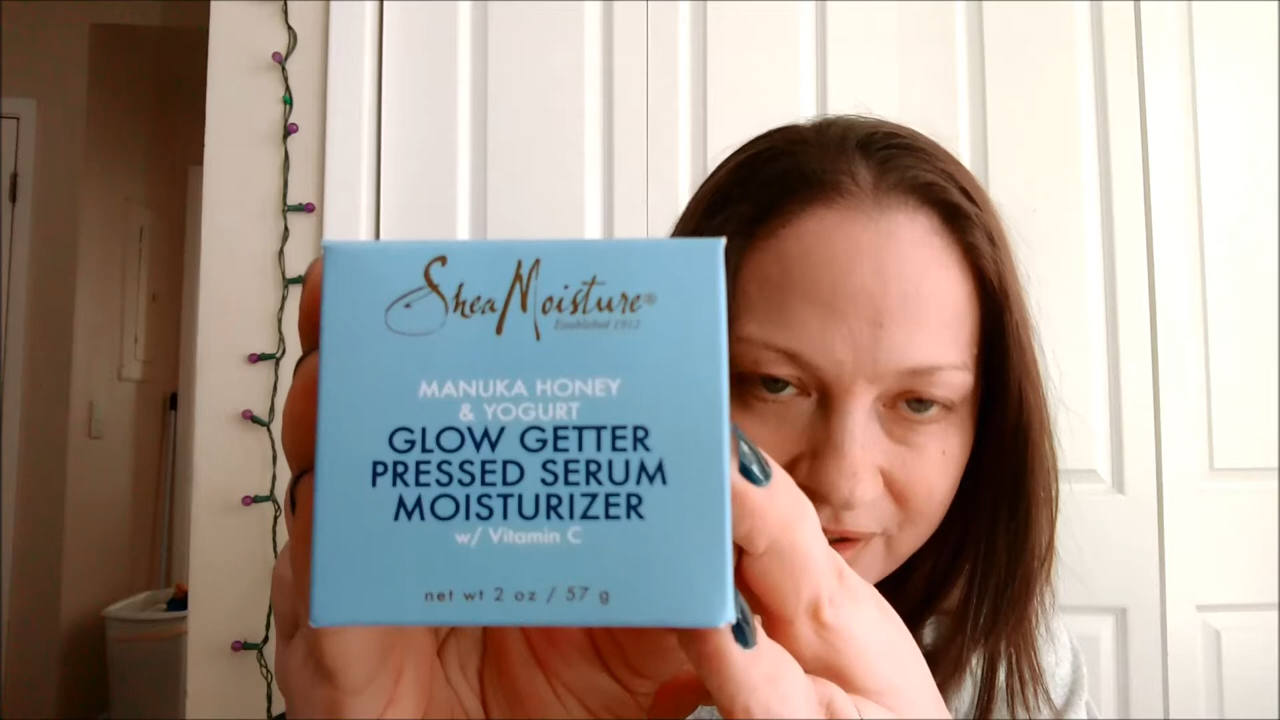 SheaMoisture®
Established 1912
MANUKA HONEY
& YOGURT
GLOW GETTER
PRESSED SERUM
MOISTURIZER
w/ Vitamin C
net wt 2 oz / 57 g